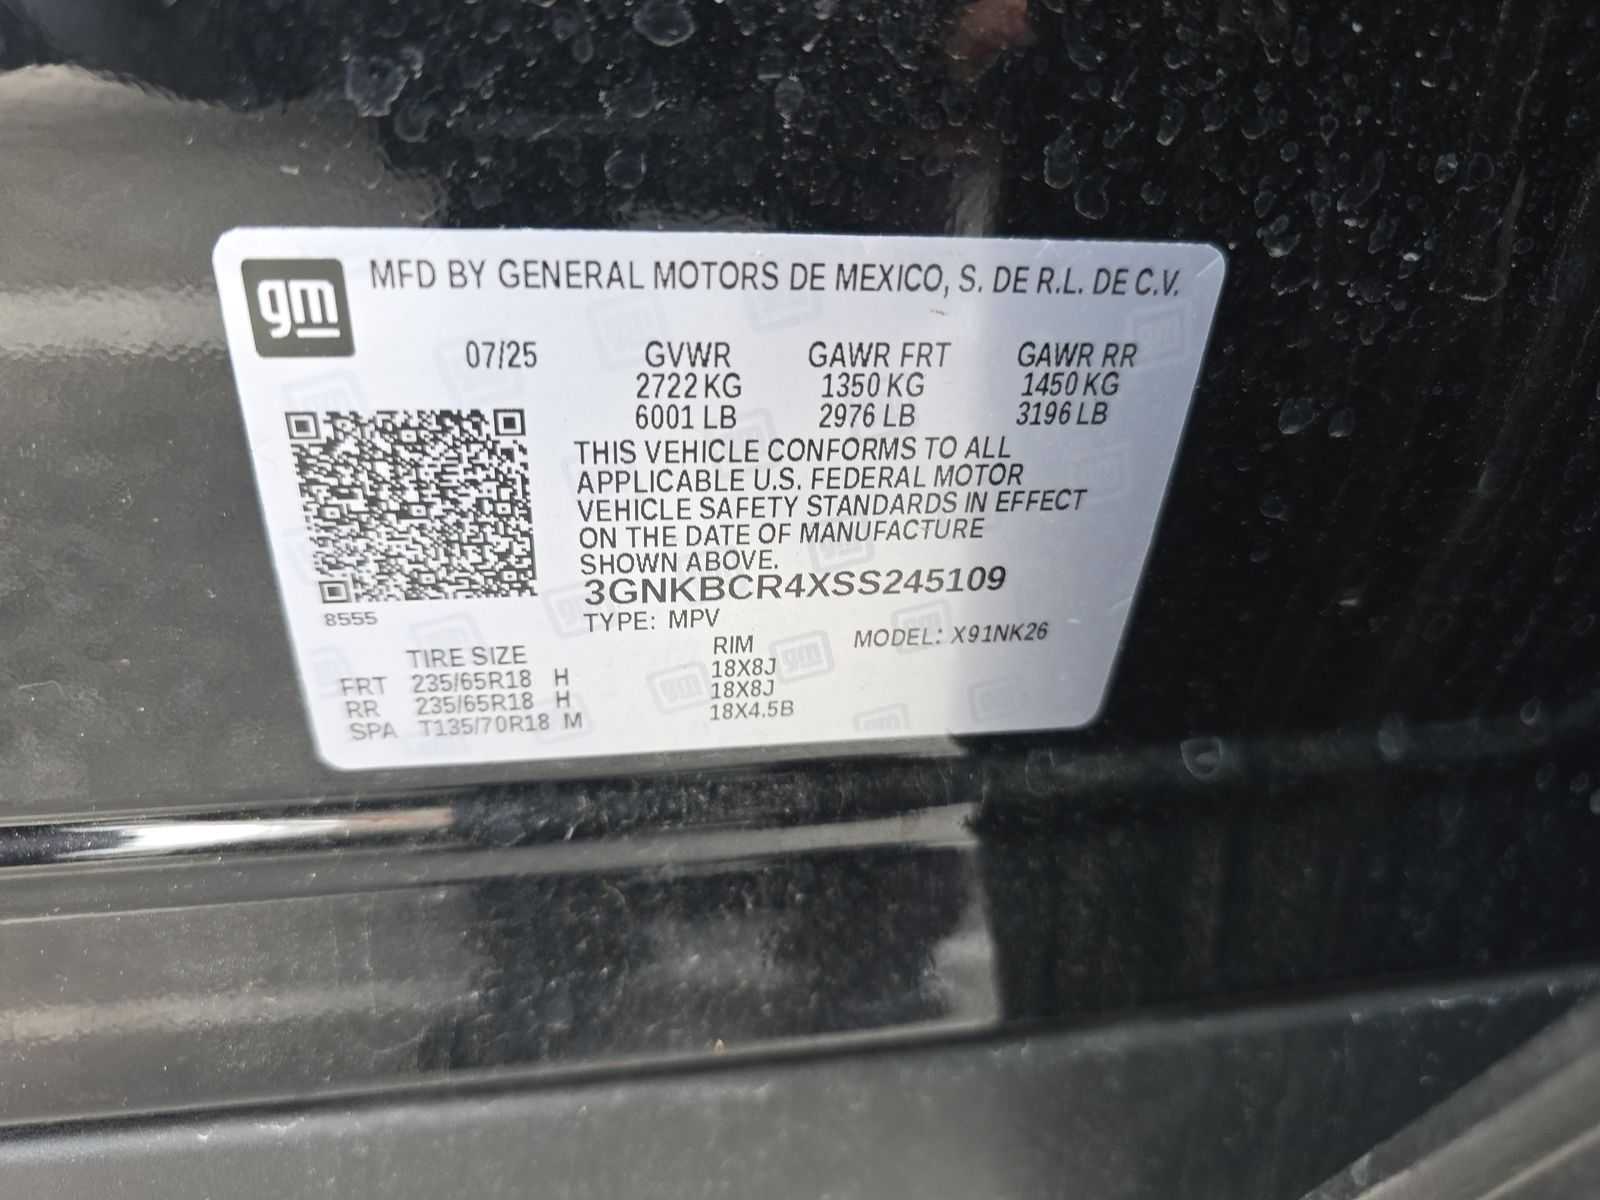 gm
MFD BY GENERAL MOTORS DE MEXICO, S. DE R.L. DE C.V.
07/25 GVWR GAWR FRT GAWR RR
2722 KG 1350 KG 1450 KG
6001 LB 2976 LB 3196 LB
THIS VEHICLE CONFORMS TO ALL
APPLICABLE U.S. FEDERAL MOTOR
VEHICLE SAFETY STANDARDS IN EFFECT
ON THE DATE OF MANUFACTURE
SHOWN ABOVE.
3GNKBCR4XSS245109
8555
TYPE: MPV
MODEL: X91NK26
TIRE SIZE RIM
FRT 235/65R18 H 18X8J
RR 235/65R18 H 18X8J
SPA T135/70R18 M 18X4.5B